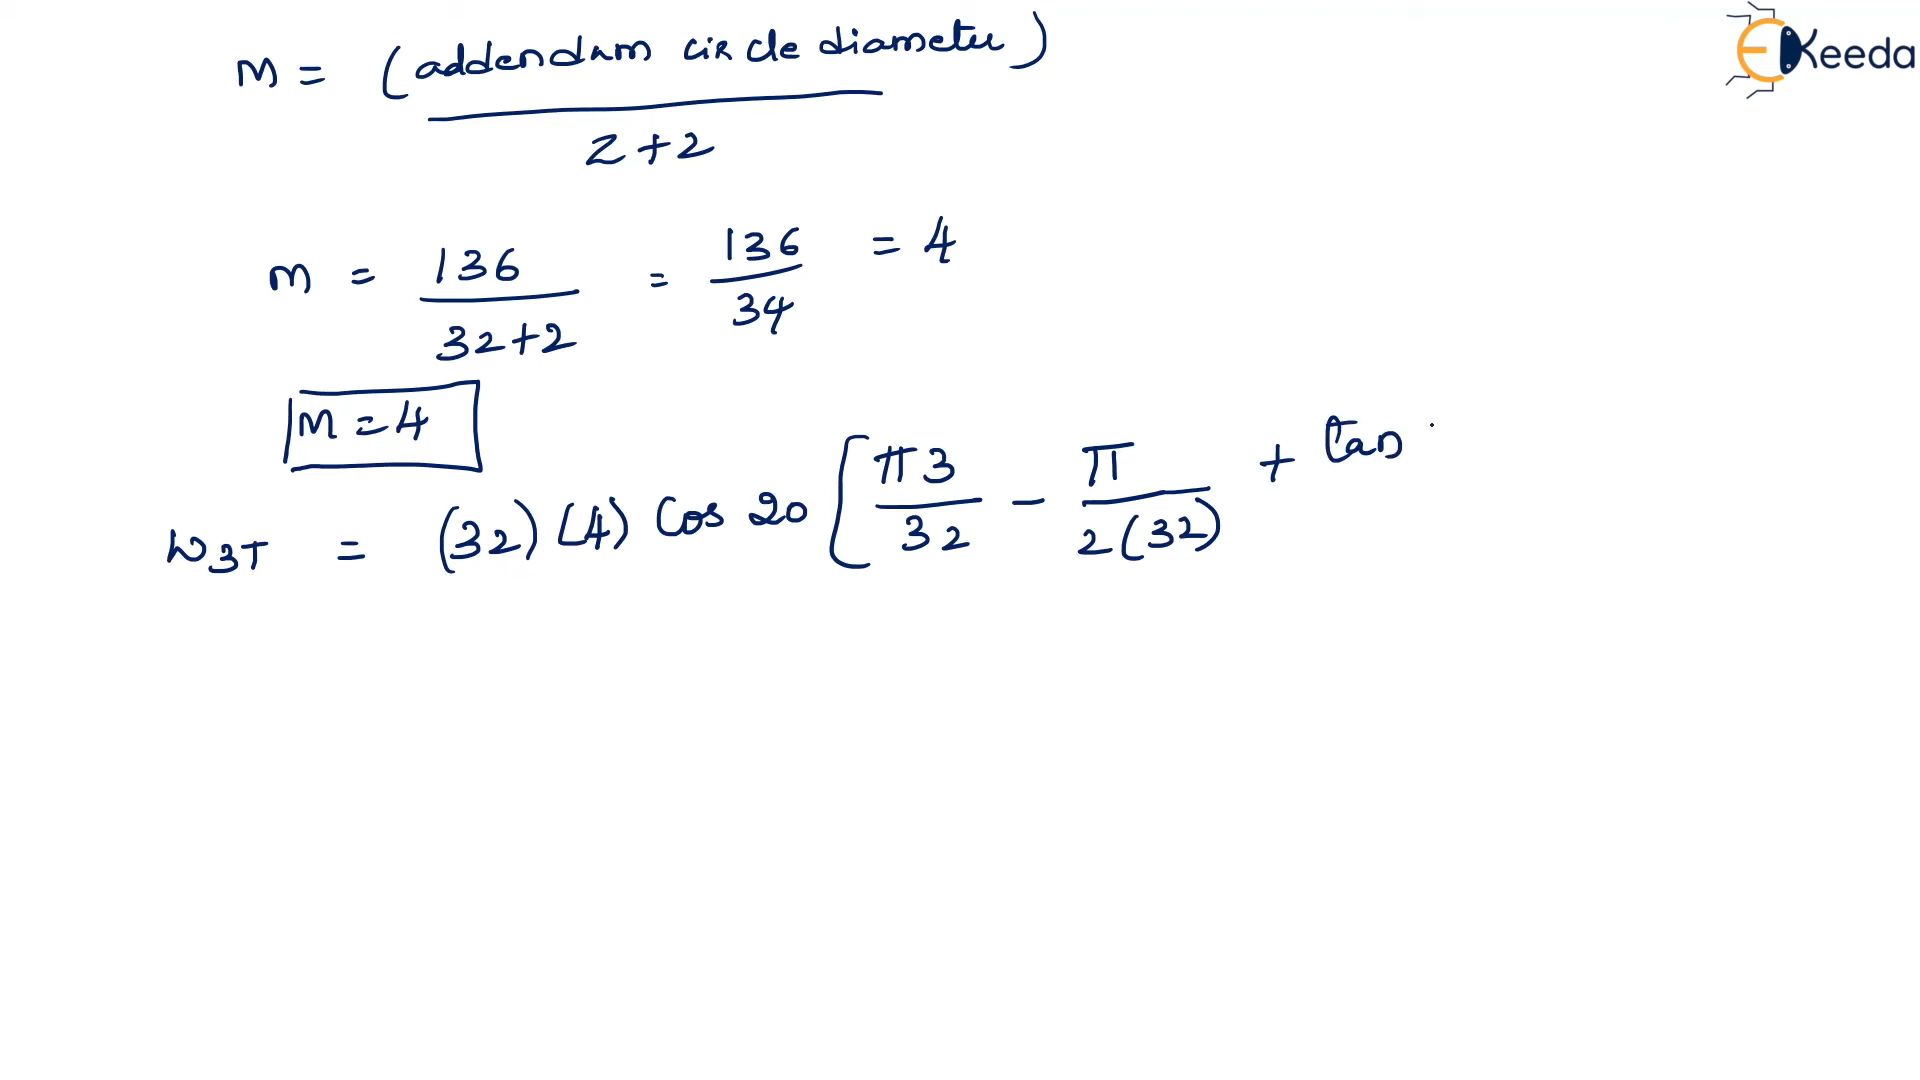 EKeeda
m = (addendum circle diameter)
Z+2
m = 136 / 32+2 = 136 / 34 = 4
m = 4
W3T = (32) (4) Cos 20 [ π3 / 32 − π / 2(32) + tan